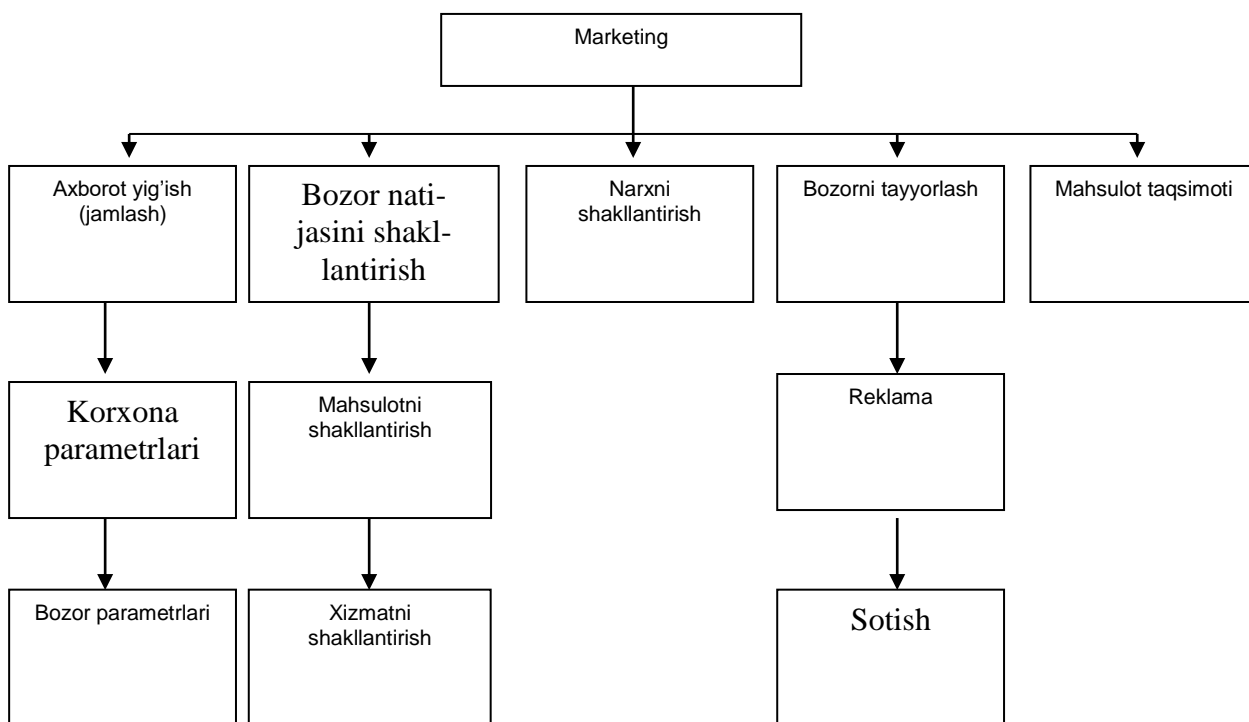 Marketing
Axborot yig’ish
(jamlash)
Bozor nati-
jasini shakl-
lantirish
Narxni
shakllantirish
Bozorni tayyorlash
Mahsulot taqsimoti
Korxona
parametrlari
Mahsulotni
shakllantirish
Reklama
Bozor parametrlari
Xizmatni
shakllantirish
Sotish